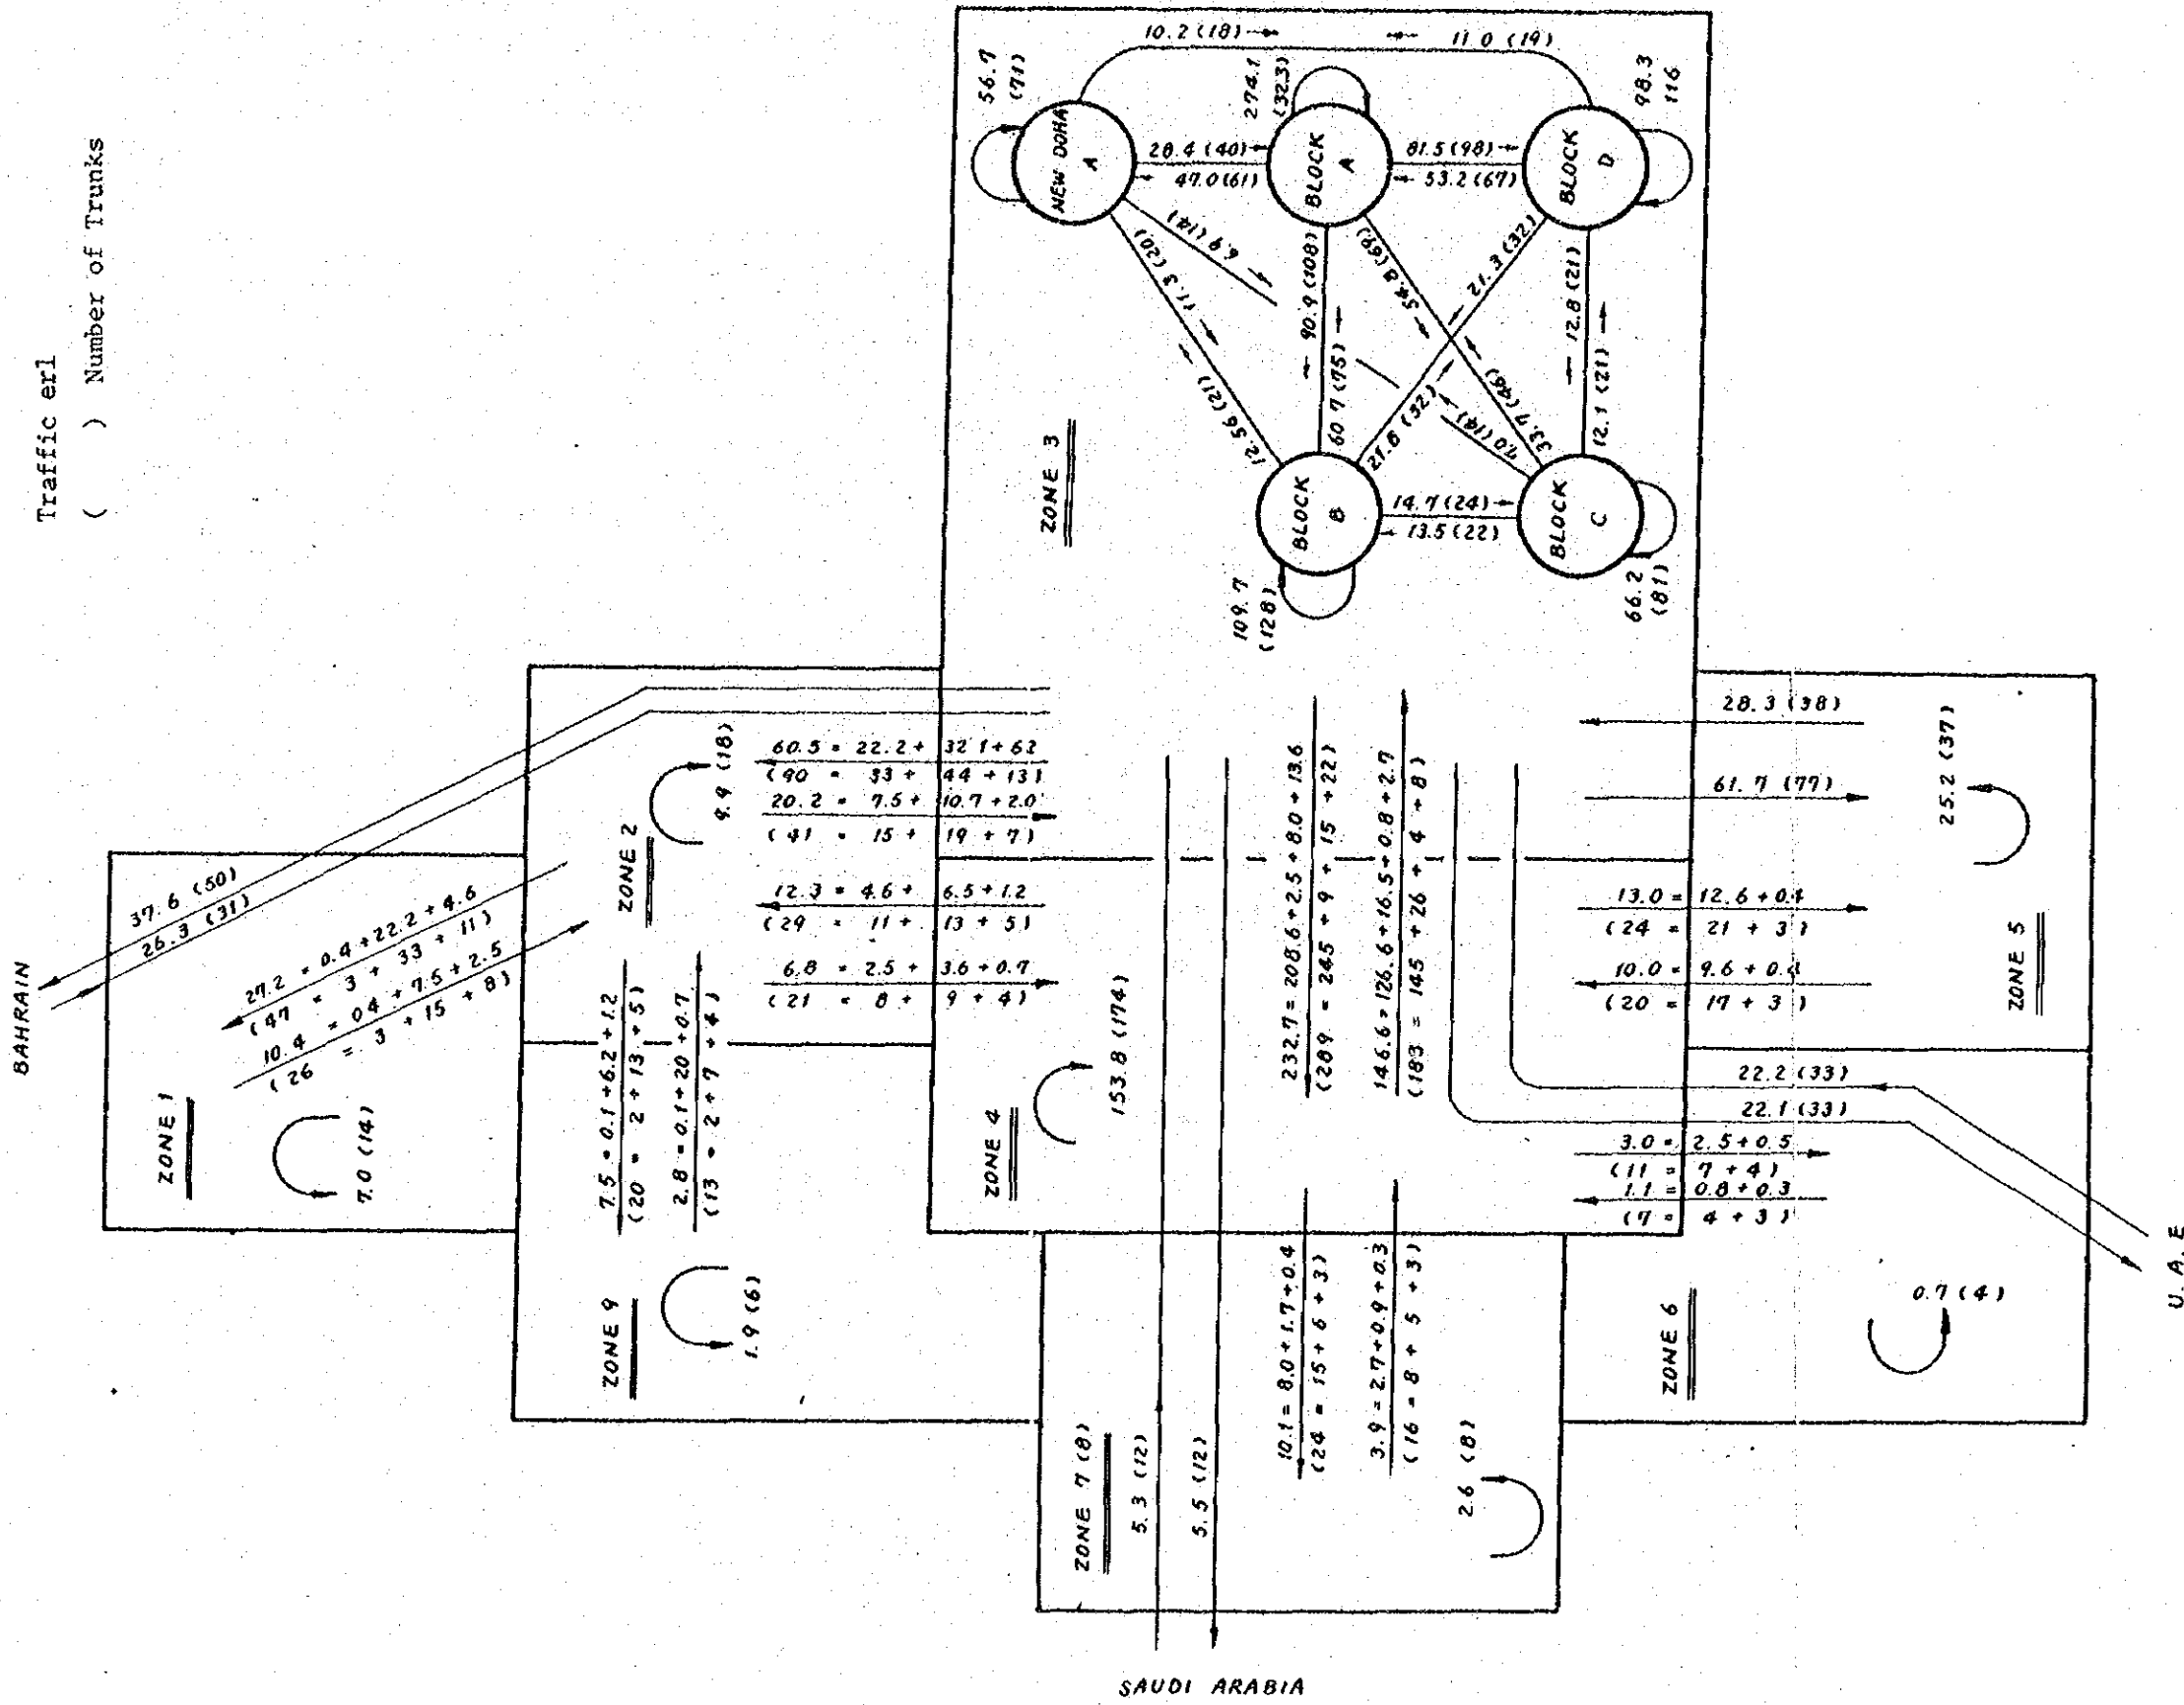 Traffic erl
( ) Number of Trunks
BAHRAIN
37.6 (50)
26.3 (31)
ZONE 1
27.2 = 0.4 + 22.2 + 4.6
(47 = 3 + 33 + 11)
10.4 = 0.4 + 7.5 + 2.5
(26 = 3 + 15 + 8)
7.0 (14)
ZONE 2
9.9 (18)
60.5 = 22.2 + 32.1 + 6.2
(90 = 33 + 44 + 13)
20.2 = 7.5 + 10.7 + 2.0
(41 = 15 + 19 + 7)
12.3 = 4.6 + 6.5 + 1.2
(29 = 11 + 13 + 5)
6.8 = 2.5 + 3.6 + 0.7
(21 = 8 + 9 + 4)
7.5 = 0.1 + 6.2 + 1.2
(20 = 2 + 13 + 5)
2.8 = 0.1 + 2.0 + 0.7
(13 = 2 + 7 + 4)
ZONE 9
1.9 (6)
ZONE 3
NEW DOHA A
56.7
(71)
10.2 (18)
11.0 (19)
BLOCK A
274.1
(323)
BLOCK D
98.3
116
28.4 (40)
47.0 (61)
81.5 (98)
53.2 (67)
11.3 (20)
12.56 (21)
6.9 (14)
7.0 (14)
90.9 (108)
60.7 (75)
54.8 (69)
33.7 (46)
21.3 (32)
21.6 (32)
12.8 (21)
12.1 (21)
BLOCK B
109.7
(128)
14.7 (24)
13.5 (22)
BLOCK C
66.2
(81)
ZONE 4
153.8 (174)
232.7 = 208.6 + 2.5 + 8.0 + 13.6
(289 = 245 + 9 + 15 + 22)
146.6 = 126.6 + 16.5 + 0.8 + 2.7
(183 = 145 + 26 + 4 + 8)
28.3 (38)
61.7 (77)
25.2 (37)
ZONE 5
13.0 = 12.6 + 0.4
(24 = 21 + 3)
10.0 = 9.6 + 0.4
(20 = 17 + 3)
22.2 (33)
22.1 (33)
3.0 = 2.5 + 0.5
(11 = 7 + 4)
1.1 = 0.8 + 0.3
(7 = 4 + 3)
ZONE 6
0.7 (4)
U.A.E
ZONE 7 (8)
5.3 (12)
5.5 (12)
10.1 = 8.0 + 1.7 + 0.4
(24 = 15 + 6 + 3)
3.9 = 2.7 + 0.9 + 0.3
(16 = 8 + 5 + 3)
2.6 (8)
SAUDI ARABIA